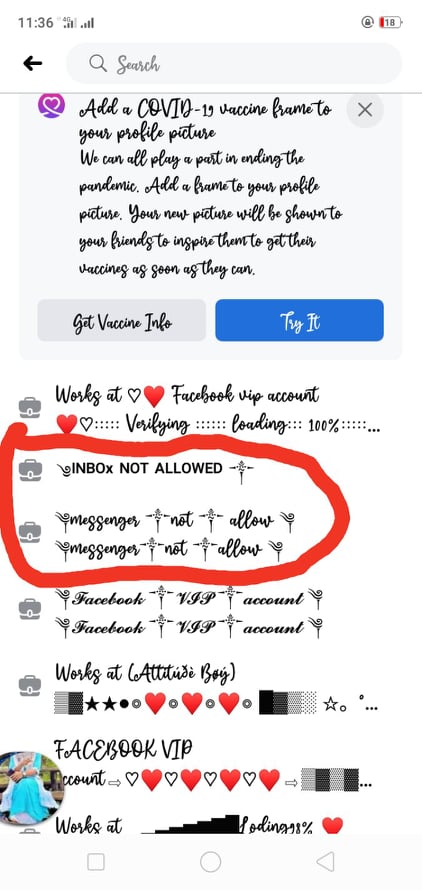 11:36 4G 18
Search
Add a COVID-19 vaccine frame to
your profile picture
We can all play a part in ending the
pandemic. Add a frame to your profile
picture. Your new picture will be shown to
your friends to inspire them to get their
vaccines as soon as they can.
Get Vaccine Info
Try It
Works at ♡❤️ Facebook vip account
❤️♡::::: Verifying :::::: loading::: 100%:::::...
༄INBOx NOT ALLOWED ⸸
༆messenger ⸸not ⸸ allow ༆
༆messenger⸸not ⸸allow ༆
༆𝓕𝓪𝓬𝓮𝓫𝓸𝓸𝓴 ⸸𝓥𝓘𝓟⸸𝓪𝓬𝓬𝓸𝓾𝓷𝓽 ༆
༆𝓕𝓪𝓬𝓮𝓫𝓸𝓸𝓴 ⸸𝓥𝓘𝓟⸸𝓪𝓬𝓬𝓸𝓾𝓷𝓽 ༆
Works at (Attitúdè Bøÿ)
▒▓★★●○❤️○❤️○❤️○ █▓▒░ ☆。˚...
FACEBOOK VIP
ccount⇨♡❤️♡❤️♡❤️♡❤️⇨▒▓▒▓...
Works at ▁▂▃▄▅▆▇Loding98% ❤️